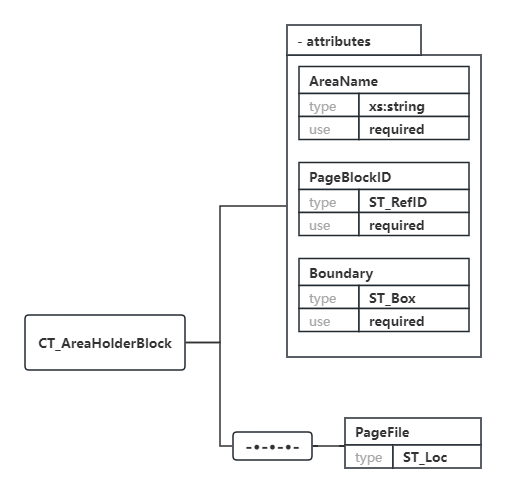 - attributes
AreaName
type xs:string
use required
PageBlockID
type ST_RefID
use required
Boundary
type ST_Box
use required
CT_AreaHolderBlock
PageFile
type ST_Loc